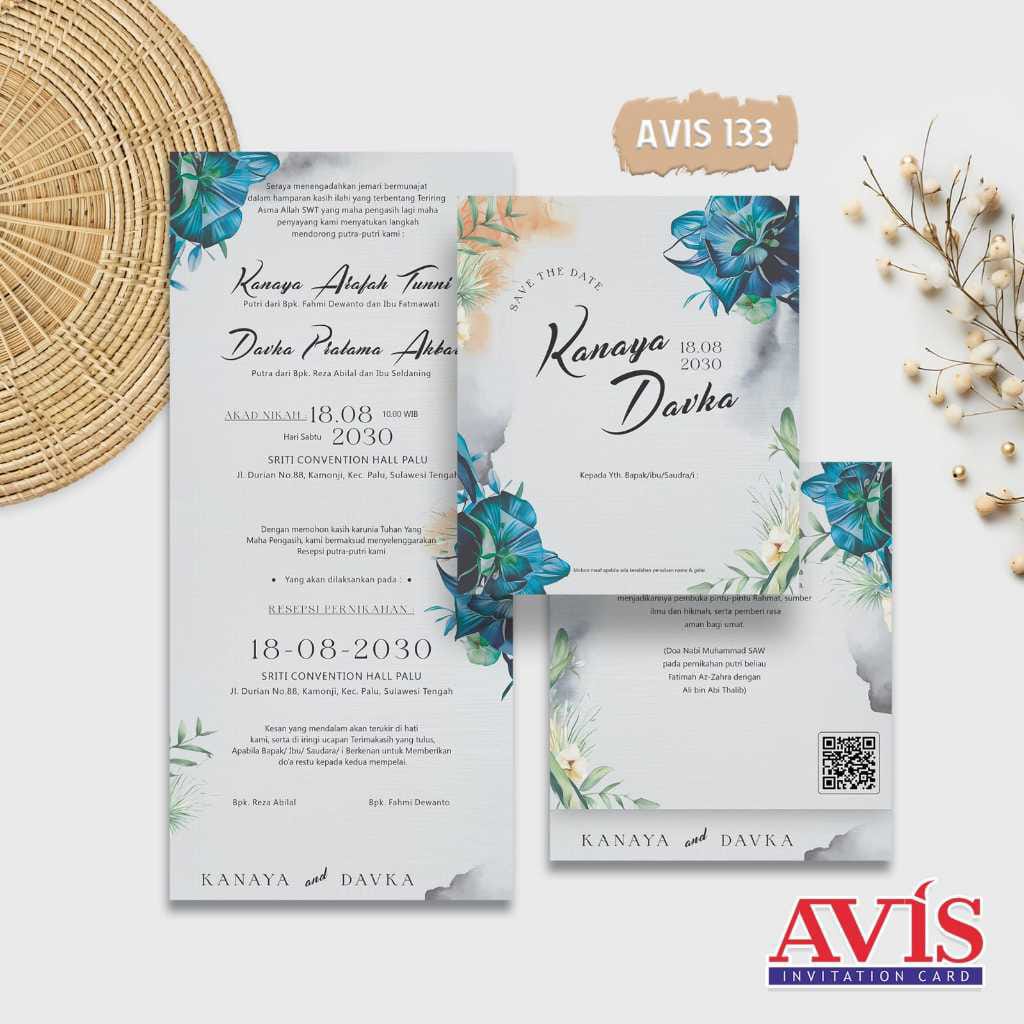 AVIS 133
Seraya menengadahkan jemari bermunajat
dalam hamparan kasih ilahi yang terbentang Teriring
Asma Allah SWT yang maha pengasih lagi maha
penyayang kami menyatukan langkah
mendorong putra-putri kami :
Kanaya Arafah Tunni
Putri dari Bpk. Fahmi Dewanto dan Ibu Fatmawati
Davka Pratama Akbar
Putra dari Bpk. Reza Abilal dan Ibu Seldaning
AKAD NIKAH : 18.08 10.00 WIB
Hari Sabtu 2030
SRITI CONVENTION HALL PALU
Jl. Durian No.88, Kamonji, Kec. Palu, Sulawesi Tengah
Dengan memohon kasih karunia Tuhan Yang
Maha Pengasih, kami bermaksud menyelenggarakan
Resepsi putra-putri kami
• Yang akan dilaksankan pada : •
RESEPSI PERNIKAHAN :
18-08-2030
SRITI CONVENTION HALL PALU
Jl. Durian No.88, Kamonji, Kec. Palu, Sulawesi Tengah
Kesan yang mendalam akan terukir di hati
kami, serta di iringi ucapan Terimakasih yang tulus,
Apabila Bapak/ Ibu/ Saudara/ i Berkenan untuk Memberikan
do'a restu kepada kedua mempelai.
Bpk. Reza Abilal Bpk. Fahmi Dewanto
KANAYA and DAVKA
SAVE THE DATE
Kanaya 18.08
2030
Davka
Kepada Yth. Bapak/ibu/Saudra/i :
Mohon maaf apabila ada kesalahan penulisan nama & gelar
menjadikannya pembuka pintu-pintu Rahmat, sumber
ilmu dan hikmah, serta pemberi rasa
aman bagi umat.
(Doa Nabi Muhammad SAW
pada pernikahan putri beliau
Fatimah Az-Zahra dengan
Ali bin Abi Thalib)
KANAYA and DAVKA
AVIS
INVITATION CARD